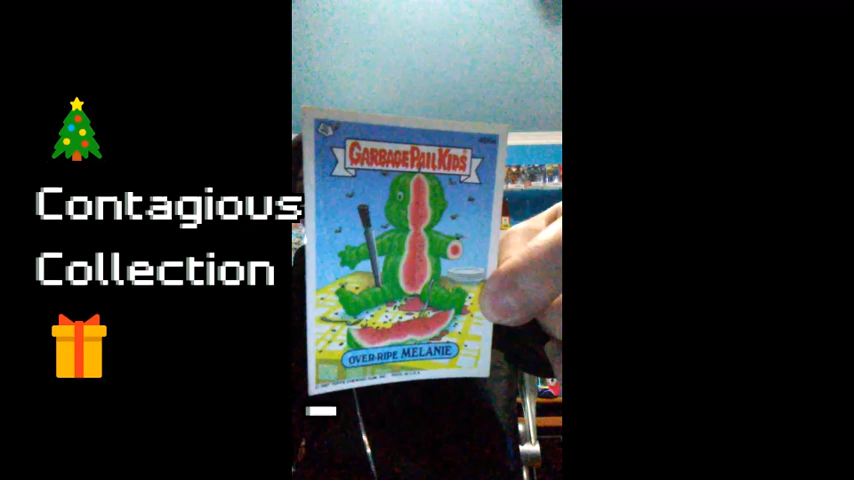 Contagious
Collection
GARBAGE PAIL KIDS
OVER-RIPE MELANIE